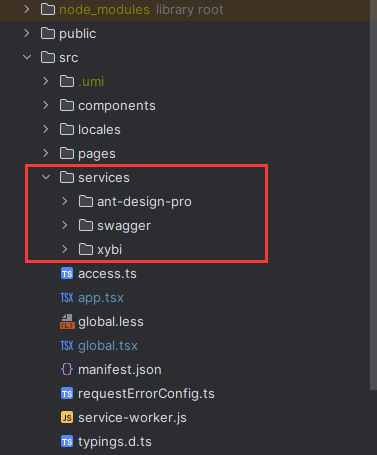 node_modules library root
public
src
.umi
components
locales
pages
services
ant-design-pro
swagger
xybi
TS access.ts
TSX app.tsx
global.less
TSX global.tsx
{} manifest.json
TS requestErrorConfig.ts
JS service-worker.js
TS typings.d.ts